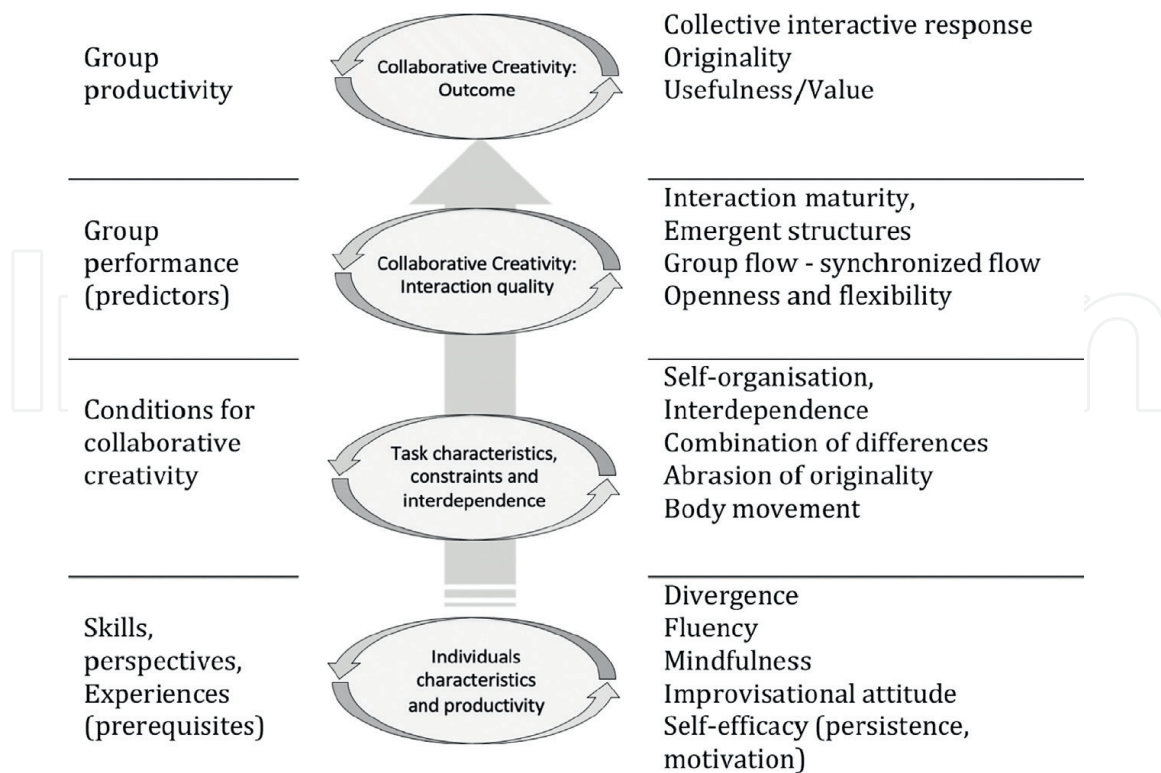 Group
productivity
Collaborative Creativity:
Outcome
Collective interactive response
Originality
Usefulness/Value
Group
performance
(predictors)
Collaborative Creativity:
Interaction quality
Interaction maturity,
Emergent structures
Group flow - synchronized flow
Openness and flexibility
Conditions for
collaborative
creativity
Task characteristics,
constraints and
interdependence
Self-organisation,
Interdependence
Combination of differences
Abrasion of originality
Body movement
Skills,
perspectives,
Experiences
(prerequisites)
Individuals
characteristics
and productivity
Divergence
Fluency
Mindfulness
Improvisational attitude
Self-efficacy (persistence,
motivation)